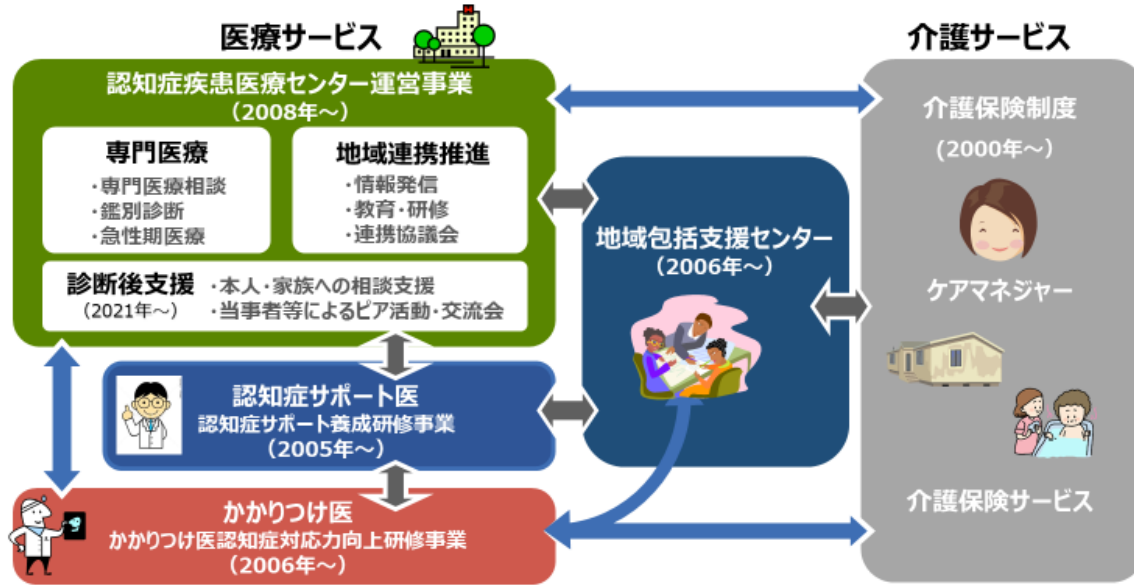 医療サービス
介護サービス
認知症疾患医療センター運営事業
(2008年～)
専門医療
・専門医療相談
・鑑別診断
・急性期医療
地域連携推進
・情報発信
・教育・研修
・連携協議会
診断後支援
(2021年～)
・本人・家族への相談支援
・当事者等によるピア活動・交流会
認知症サポート医
認知症サポート養成研修事業
(2005年～)
かかりつけ医
かかりつけ医認知症対応力向上研修事業
(2006年～)
地域包括支援センター
(2006年～)
介護保険制度
(2000年～)
ケアマネジャー
介護保険サービス